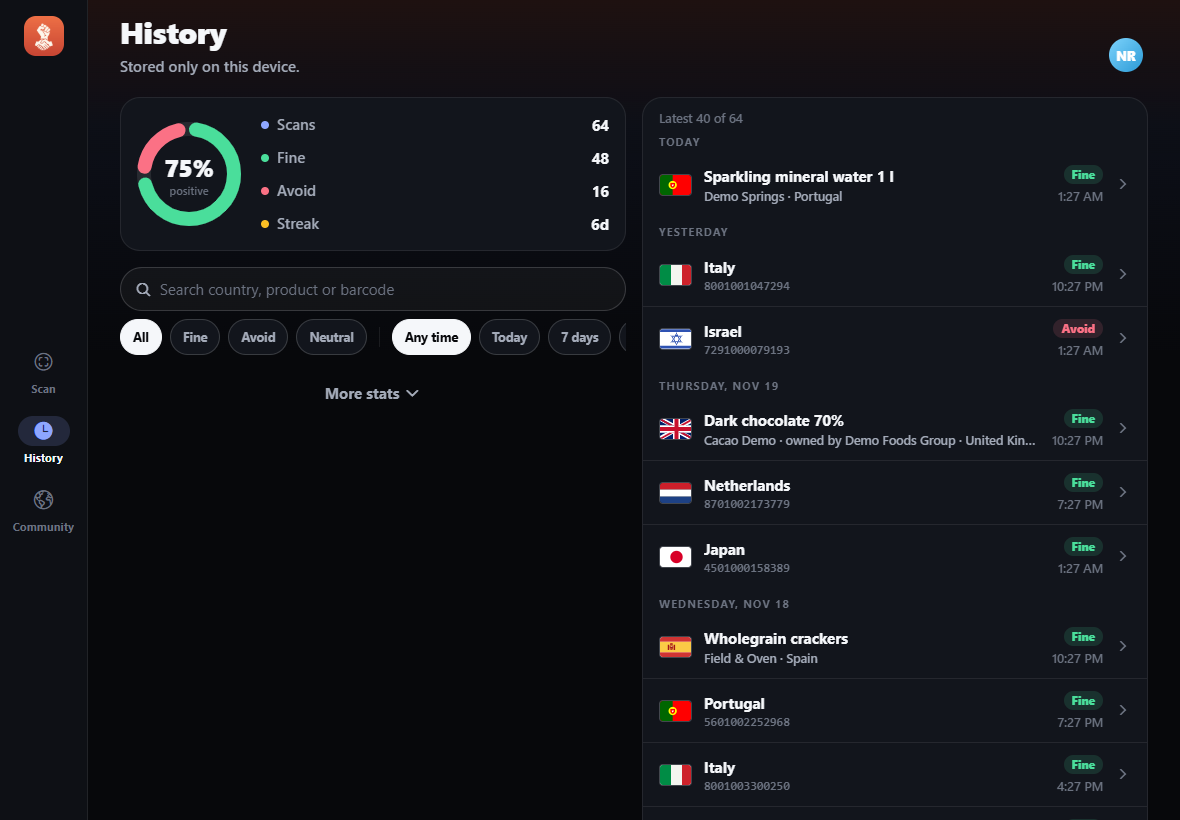 History
Stored only on this device.
NR
75%
positive
Scans 64
Fine 48
Avoid 16
Streak 6d
Search country, product or barcode
All Fine Avoid Neutral Any time Today 7 days
More stats
Scan
History
Community
Latest 40 of 64
TODAY
Sparkling mineral water 1 l Fine
Demo Springs · Portugal 1:27 AM
YESTERDAY
Italy Fine
8001001047294 10:27 PM
Israel Avoid
7291000079193 1:27 AM
THURSDAY, NOV 19
Dark chocolate 70% Fine
Cacao Demo · owned by Demo Foods Group · United Kin... 10:27 PM
Netherlands Fine
8701002173779 7:27 PM
Japan Fine
4501000158389 1:27 AM
WEDNESDAY, NOV 18
Wholegrain crackers Fine
Field & Oven · Spain 10:27 PM
Portugal Fine
5601002252968 7:27 PM
Italy Fine
8001003300250 4:27 PM